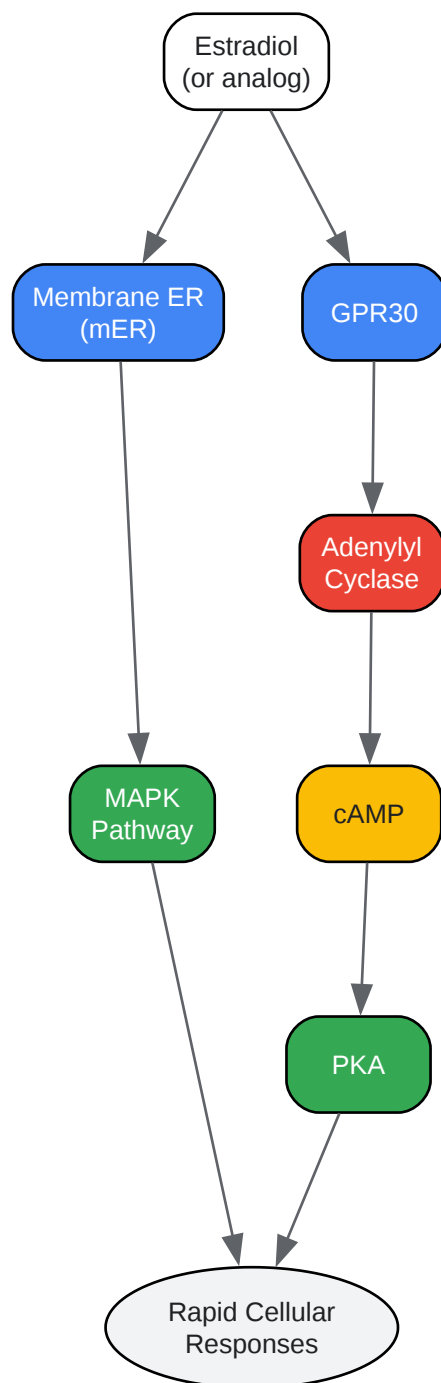 Estradiol
(or analog)
Membrane ER
(mER)
GPR30
Adenylyl
Cyclase
MAPK
Pathway
cAMP
PKA
Rapid Cellular
Responses